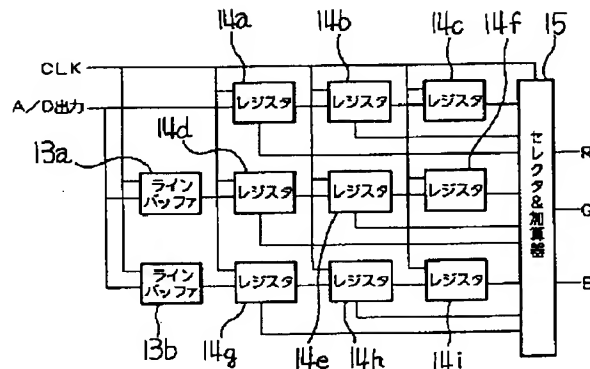 14a
14b
14c
14f
15
CLK
A/D出力
レジスタ
レジスタ
レジスタ
13a
14d
ライン
バッファ
レジスタ
レジスタ
レジスタ
セレクタ&加算器
R
G
B
ライン
バッファ
レジスタ
レジスタ
レジスタ
13b
14g
14e
14h
14i